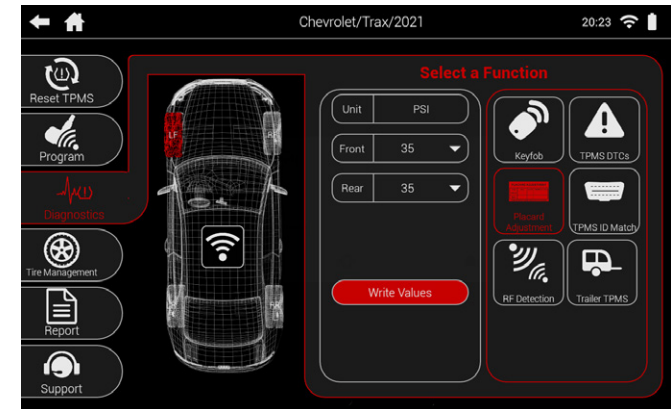 Chevrolet/Trax/2021
20:23
Reset TPMS
Program
Diagnostics
Tire Management
Report
Support
LF
RF
RR
Select a Function
Unit PSI
Front 35
Rear 35
Write Values
Keyfob
TPMS DTCs
Placard
Adjustment
TPMS ID Match
RF Detection
Trailer TPMS